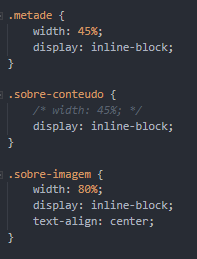 .metade {
width: 45%;
display: inline-block;
}
.sobre-conteudo {
/* width: 45%; */
display: inline-block;
}
.sobre-imagem {
width: 80%;
display: inline-block;
text-align: center;
}